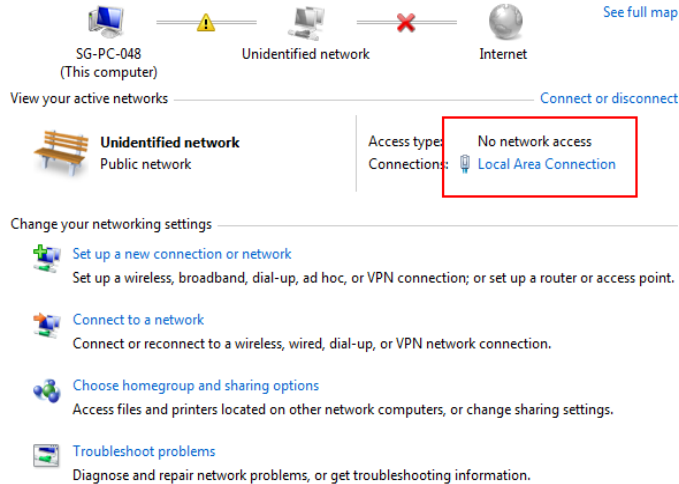 See full map
SG-PC-048
(This computer)
Unidentified network
Internet
View your active networks
Connect or disconnect
Unidentified network
Public network
Access type:
No network access
Connections:
Local Area Connection
Change your networking settings
Set up a new connection or network
Set up a wireless, broadband, dial-up, ad hoc, or VPN connection; or set up a router or access point.
Connect to a network
Connect or reconnect to a wireless, wired, dial-up, or VPN network connection.
Choose homegroup and sharing options
Access files and printers located on other network computers, or change sharing settings.
Troubleshoot problems
Diagnose and repair network problems, or get troubleshooting information.